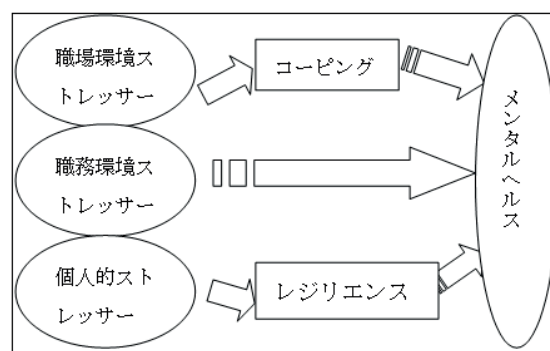 職場環境ス
トレッサー
コーピング
職務環境ス
トレッサー
メンタルヘルス
個人的スト
レッサー
レジリエンス